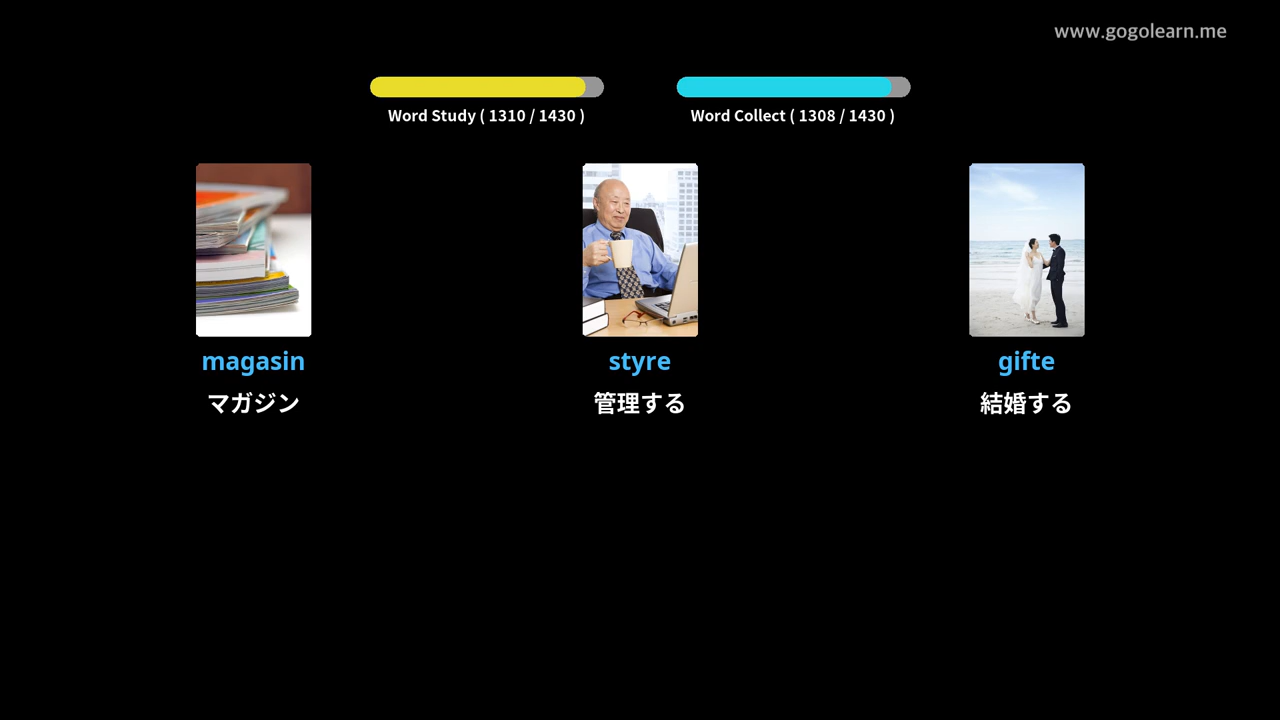 www.gogolearn.me
Word Study ( 1310 / 1430 )
Word Collect ( 1308 / 1430 )
magasin
styre
gifte
マガジン
管理する
結婚する